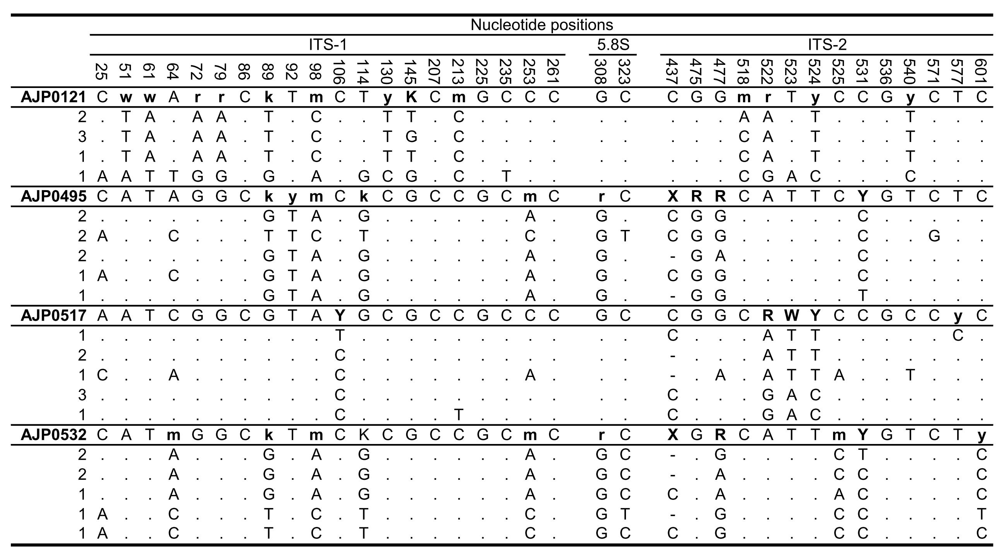 Nucleotide positions
ITS-1 5.8S ITS-2
25 51 61 64 72 79 86 89 92 98 106 114 130 145 207 213 225 235 253 261 308 323 437 475 477 518 522 523 524 525 531 536 540 571 577 601
AJP0121 C w w A r r C k T m C T y K C m G C C C G C C G G m r T y C C G y C T C
2 . T A . A A . T . C . . T T . C . . . . . . . . . A A . T . . . T . . .
3 . T A . A A . T . C . . T G . C . . . . . . . . . C A . T . . . T . . .
1 . T A . A A . T . C . . T T . C . . . . . . . . . C A . T . . . T . . .
1 A A T T G G . G . A . G C G . C . T . . . . . . . C G A C . . . C . . .
AJP0495 C A T A G G C k y m C k C G C C G C m C r C X R R C A T T C Y G T C T C
2 . . . . . . . G T A . G . . . . . . A . G . C G G . . . . . C . . . . .
2 A . . C . . . T T C . T . . . . . . C . G T C G G . . . . . C . . G . .
2 . . . . . . . G T A . G . . . . . . A . G . - G A . . . . . C . . . . .
1 A . . C . . . G T A . G . . . . . . A . G . C G G . . . . . C . . . . .
1 . . . . . . . G T A . G . . . . . . A . G . - G G . . . . . T . . . . .
AJP0517 A A T C G G C G T A Y G C G C C G C C C G C C G G C R W Y C C G C C y C
1 . . . . . . . . . . T . . . . . . . . . . . C . . . A T T . . . . . C .
2 . . . . . . . . . . C . . . . . . . . . . . - . . . A T T . . . . . . .
1 C . . A . . . . . . C . . . . . . . A . . . - . A . A T T A . . T . . .
3 . . . . . . . . . . C . . . . . . . . . . . C . . . G A C . . . . . . .
1 . . . . . . . . . . C . . . . T . . . . . . C . . . G A C . . . . . . .
AJP0532 C A T m G G C k T m C K C G C C G C m C r C X G R C A T T m Y G T C T y
2 . . . A . . . G . A . G . . . . . . A . G C - . G . . . . C T . . . . C
2 . . . A . . . G . A . G . . . . . . A . G C - . A . . . . C C . . . . C
1 . . . A . . . G . A . G . . . . . . A . G C C . A . . . . A C . . . . C
1 A . . C . . . T . C . T . . . . . . C . G T - . G . . . . C C . . . . T
1 A . . C . . . T . C . T . . . . . . C . G C C . G . . . . C C . . . . C